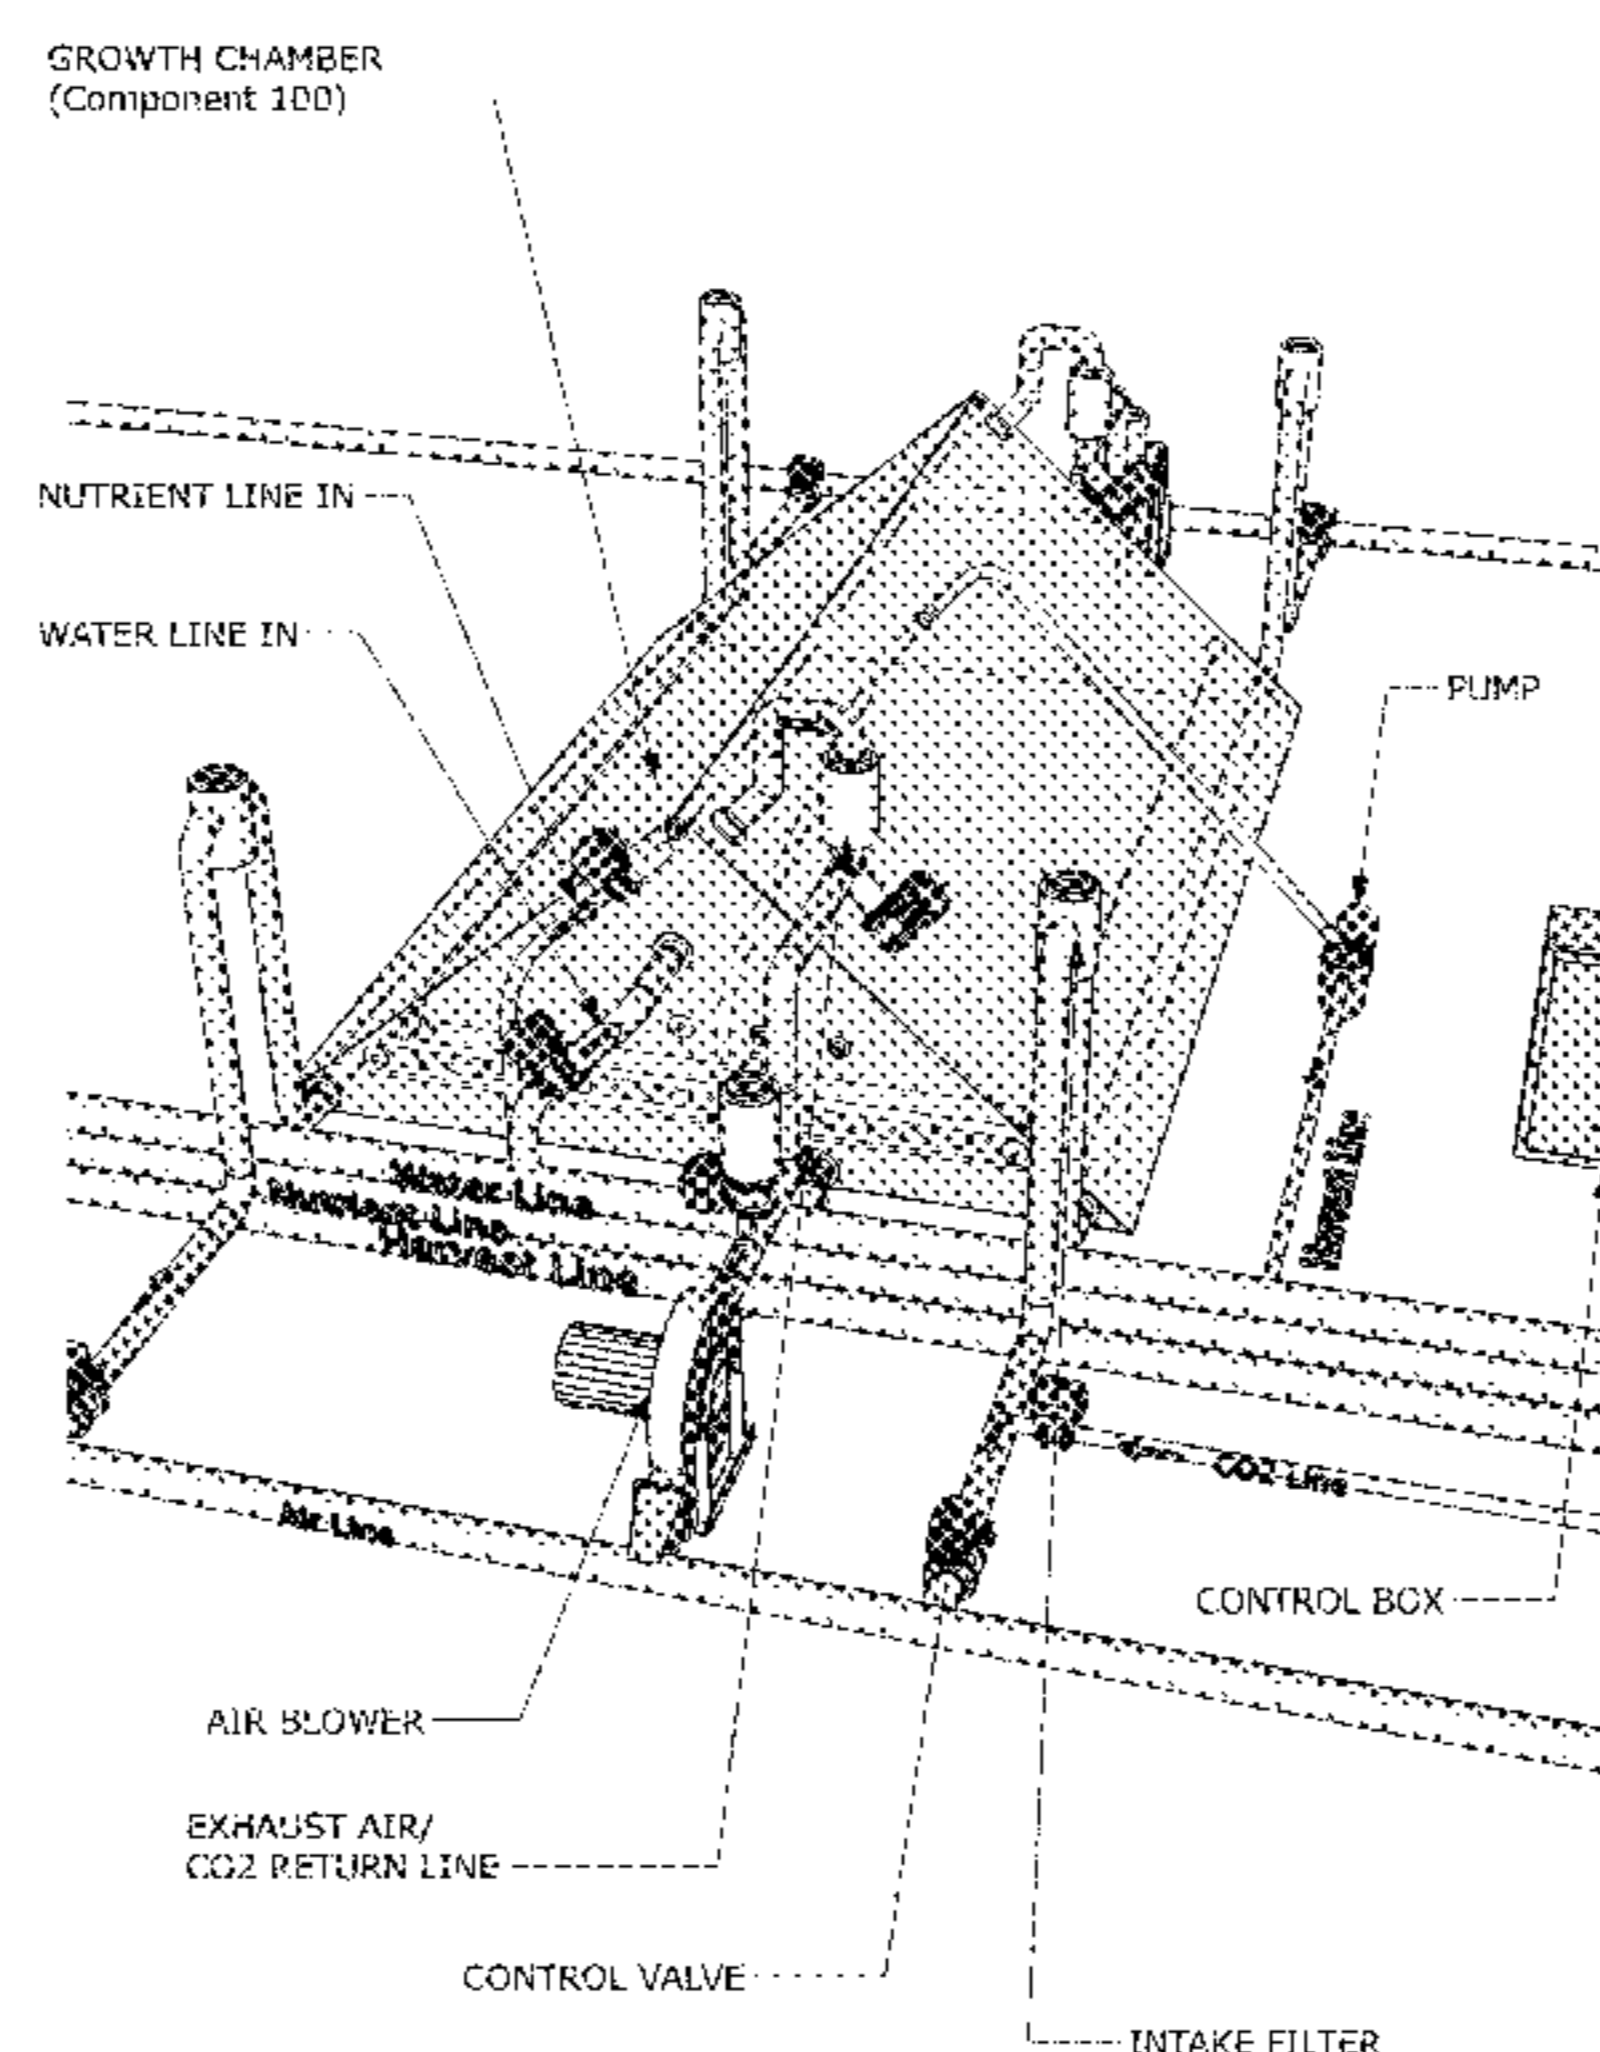 GROWTH CHAMBER
(Component 100)
NUTRIENT LINE IN
WATER LINE IN
PUMP
Water Line
Nutrient Line
Harvest Line
Harvest Line
CO2 Line
Air Line
CONTROL BOX
AIR BLOWER
EXHAUST AIR/
CO2 RETURN LINE
CONTROL VALVE
INTAKE FILTER